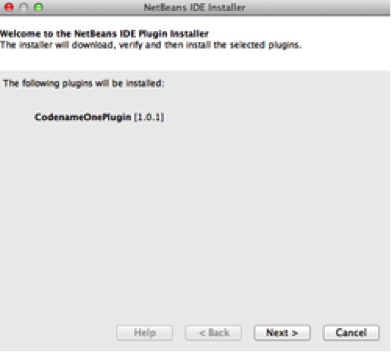 NetBeans IDE Installer
Welcome to the NetBeans IDE Plugin Installer
The installer will download, verify and then install the selected plugins.
The following plugins will be installed:
CodenameOnePlugin [1.0.1]
Help < Back Next > Cancel